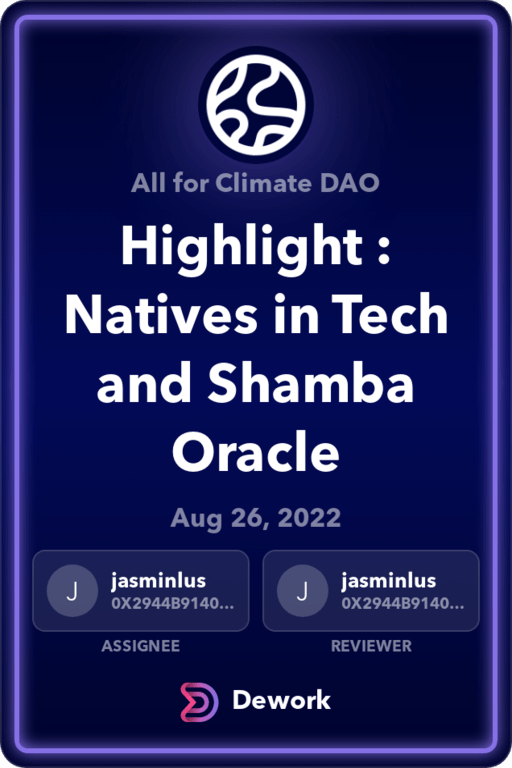 All for Climate DAO
Highlight :
Natives in Tech
and Shamba
Oracle
Aug 26, 2022
J
jasminlus
0X2944B9140...
ASSIGNEE
J
jasminlus
0X2944B9140...
REVIEWER
Dework